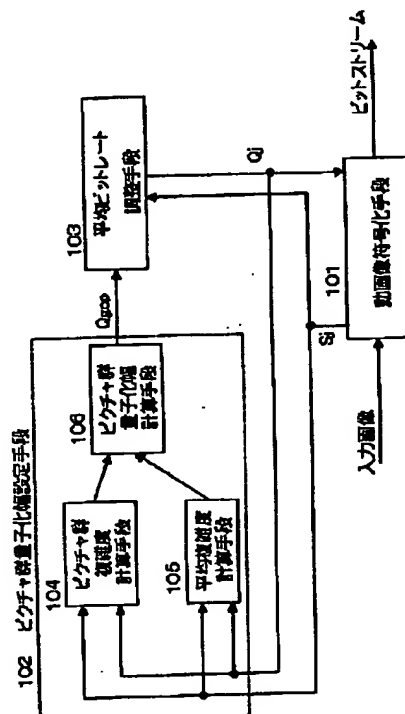 102 ピクチャ群量子化幅設定手段
104
ピクチャ群
複雑度
計算手段
105
平均複雑度
計算手段
106
ピクチャ群
量子化幅
計算手段
Qgop
103
平均ビットレート
調整手段
Qj
Sj
入力画像
101
動画像符号化手段
ビットストリーム